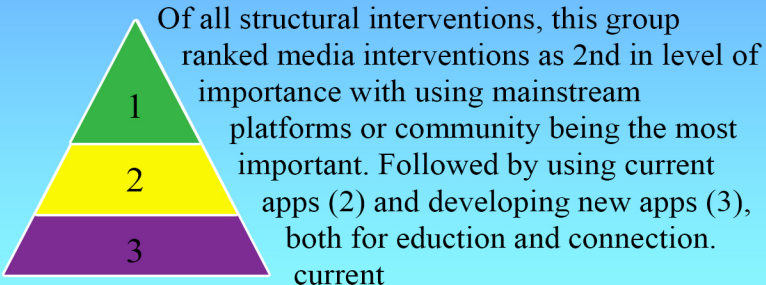 Of all structural interventions, this group
ranked media interventions as 2nd in level of
importance with using mainstream
platforms or community being the most
important. Followed by using current
apps (2) and developing new apps (3),
both for eduction and connection.
current
1
2
3